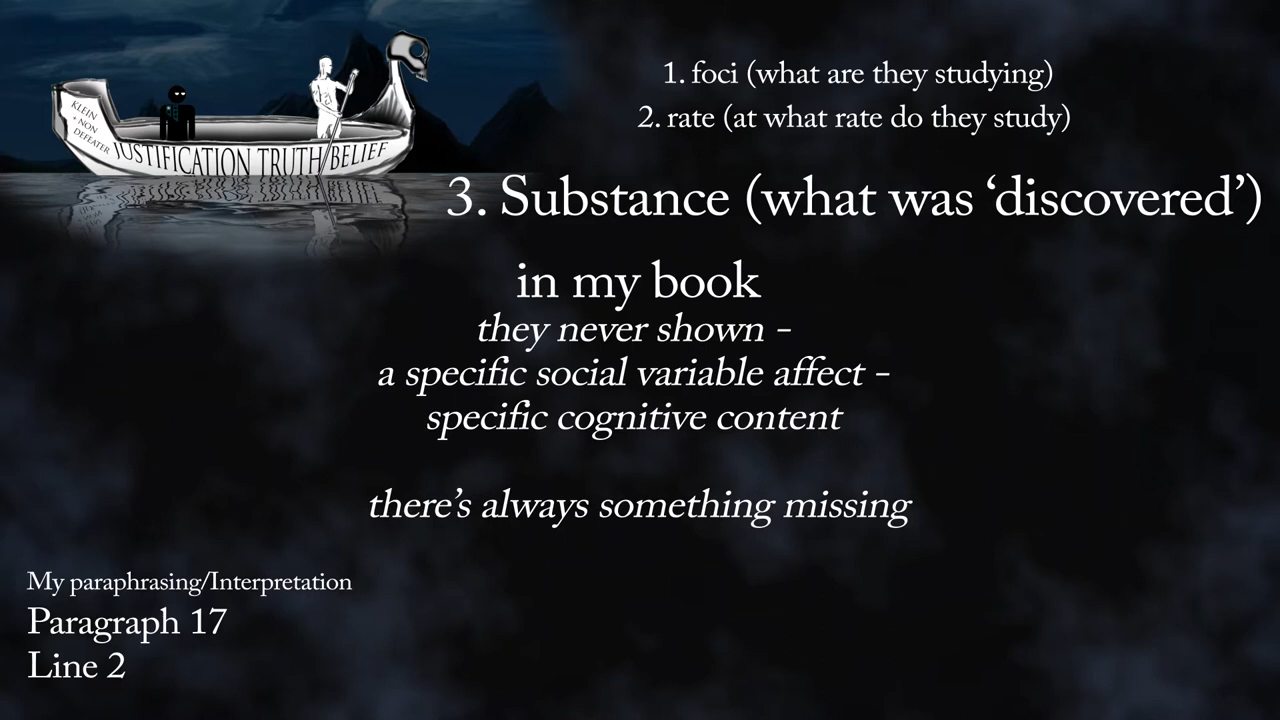 KLEIN
+ NON
DEFEATER
JUSTIFICATION TRUTH BELIEF
1. foci (what are they studying)
2. rate (at what rate do they study)
3. Substance (what was ‘discovered’)
in my book
they never shown -
a specific social variable affect -
specific cognitive content
there’s always something missing
My paraphrasing/Interpretation
Paragraph 17
Line 2